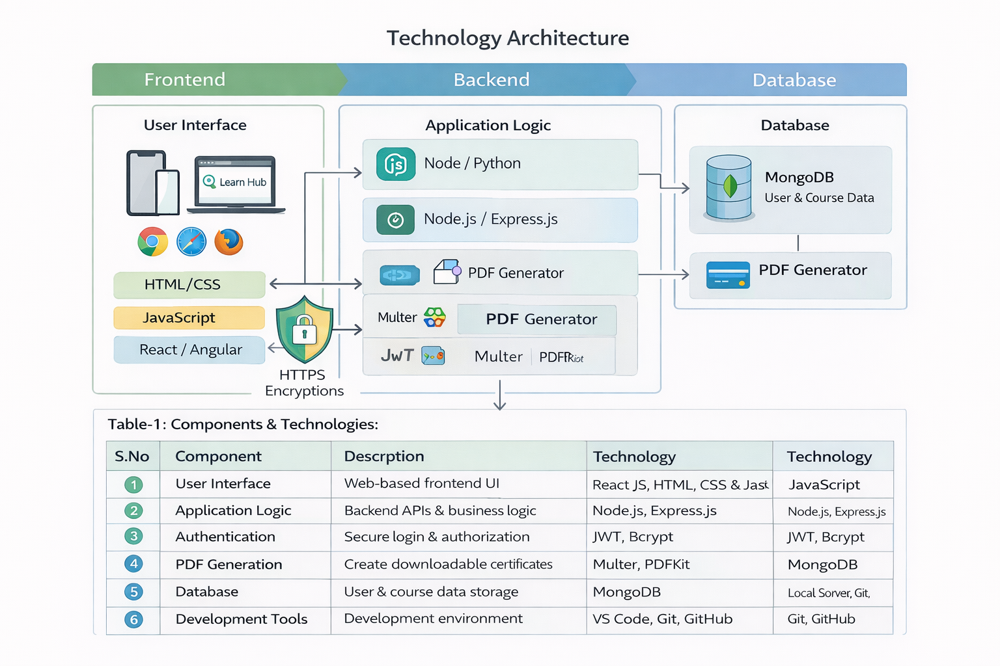 Technology Architecture
Frontend
Backend
Database
User Interface
Learn Hub
HTML/CSS
JavaScript
React / Angular
HTTPS
Encryptions
Application Logic
js
Node / Python
Node.js / Express.js
PDF Generator
Multer
PDF Generator
JwT
Multer
Database
MongoDB
User & Course Data
PDF Generator
Table-1: Components & Technologies:
S.No Component Descrption Technology Technology
1 User Interface Web-based frontend UI React JS, HTML, CSS & Jast JavaScript
2 Application Logic Backend APIs & business logic Node.js, Express.js Node.js, Express.js
3 Authentication Secure login & authorization JWT, Bcrypt JWT, Bcrypt
4 PDF Generation Create downloadable certificates Multer, PDFKit MongoDB
5 Database User & course data storage MongoDB Local Sorver, Git,
6 Development Tools Development environment VS Code, Git, GitHub Git, GitHub